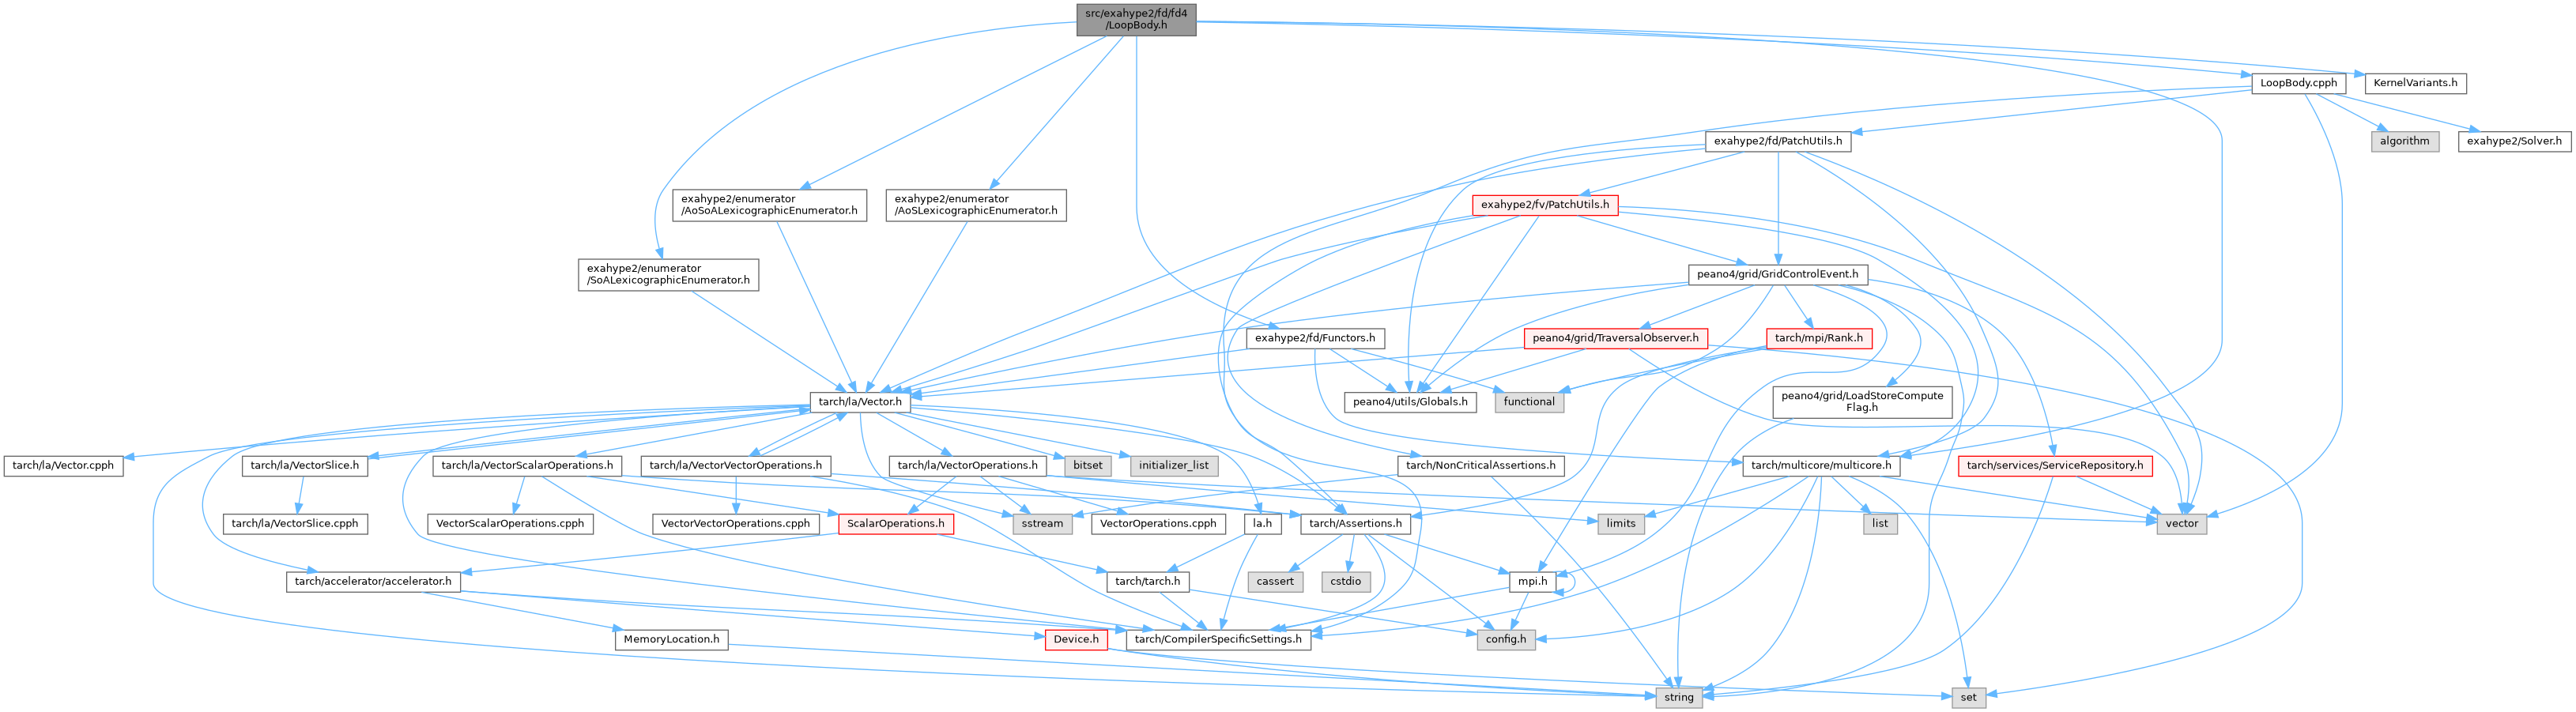 src/exahype2/fd/fd4
/LoopBody.h
LoopBody.cpph
KernelVariants.h
exahype2/fd/PatchUtils.h
algorithm
exahype2/Solver.h
exahype2/enumerator
/AoSoALexicographicEnumerator.h
exahype2/enumerator
/AoSLexicographicEnumerator.h
exahype2/fv/PatchUtils.h
exahype2/enumerator
/SoALexicographicEnumerator.h
peano4/grid/GridControlEvent.h
exahype2/fd/Functors.h
peano4/grid/TraversalObserver.h
tarch/mpi/Rank.h
tarch/la/Vector.h
peano4/utils/Globals.h
functional
peano4/grid/LoadStoreCompute
Flag.h
tarch/la/Vector.cpph
tarch/la/VectorSlice.h
tarch/la/VectorScalarOperations.h
tarch/la/VectorVectorOperations.h
tarch/la/VectorOperations.h
bitset
initializer_list
tarch/NonCriticalAssertions.h
tarch/multicore/multicore.h
tarch/services/ServiceRepository.h
tarch/la/VectorSlice.cpph
VectorScalarOperations.cpph
VectorVectorOperations.cpph
ScalarOperations.h
sstream
VectorOperations.cpph
la.h
tarch/Assertions.h
limits
list
vector
tarch/accelerator/accelerator.h
tarch/tarch.h
cassert
cstdio
mpi.h
MemoryLocation.h
Device.h
tarch/CompilerSpecificSettings.h
config.h
string
set